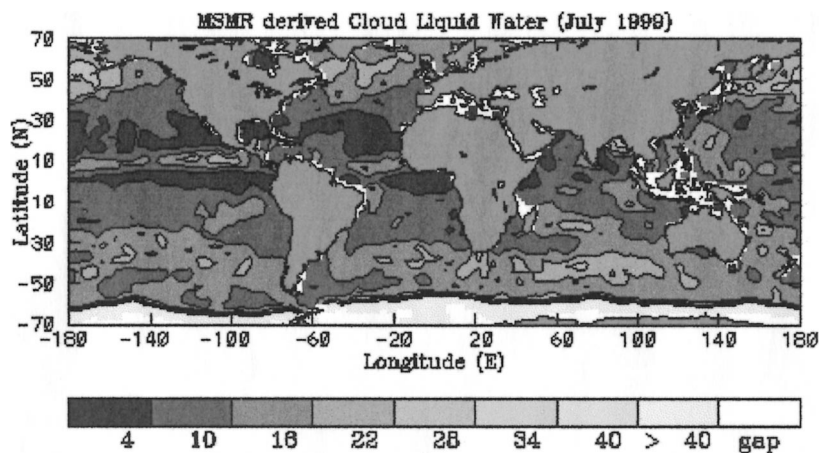 MSMR derived Cloud Liquid Water (July 1999)
70
50
30
10
-10
-30
-50
-70
Latitude (N)
-180 -140 -100 -60 -20 20 60 100 140 180
Longitude (E)
4 10 16 22 28 34 40 > 40 gap